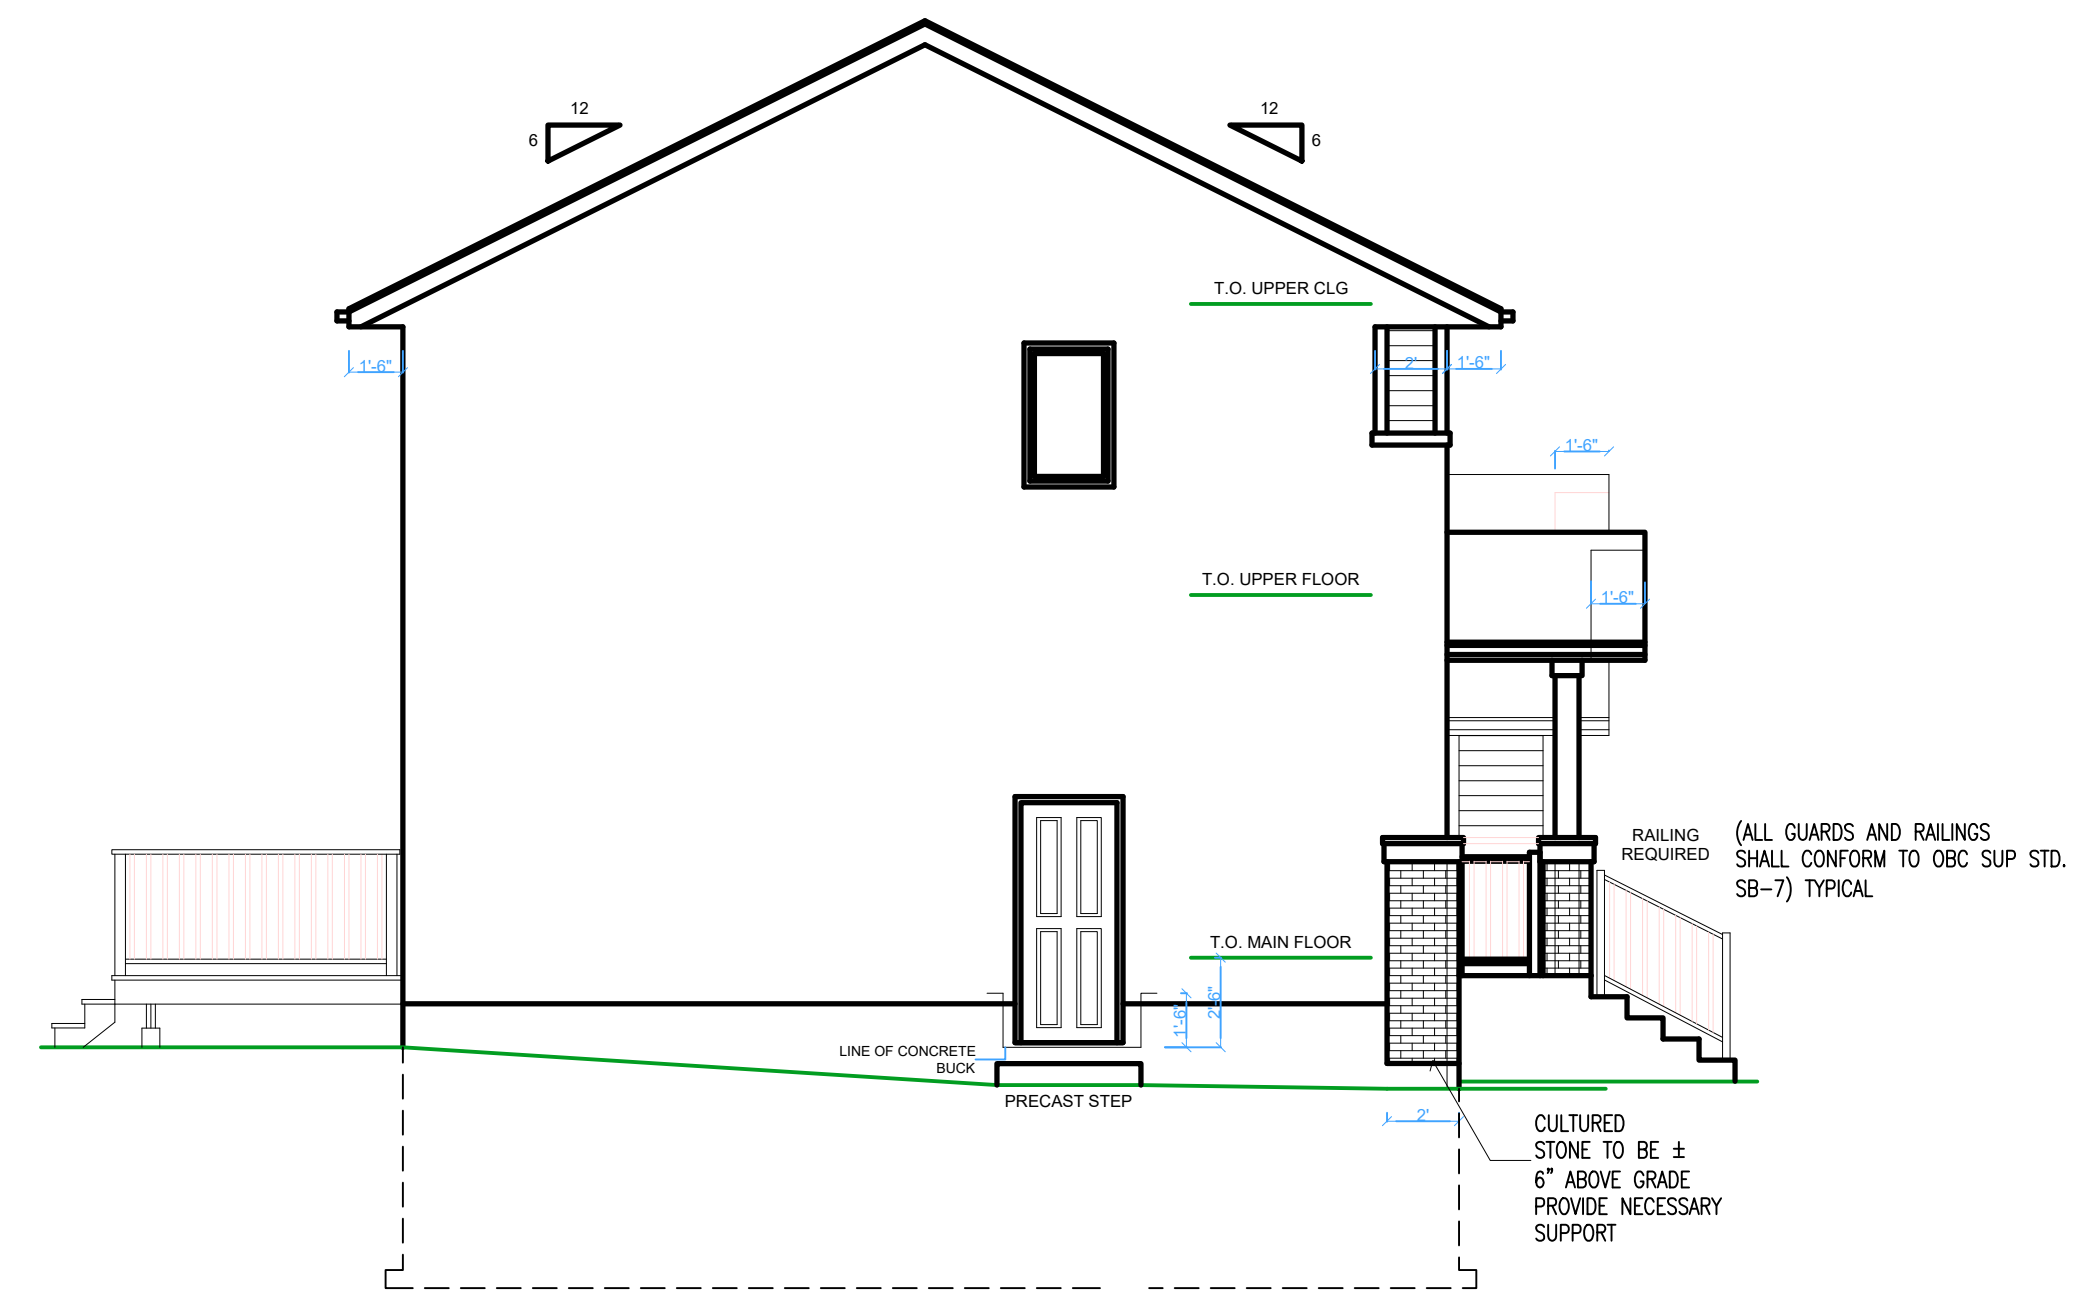 12
12
6
6
T.O. UPPER CLG
1'-6"
2'
1'-6"
1'-6"
T.O. UPPER FLOOR
1'-6"
RAILING
REQUIRED
(ALL GUARDS AND RAILINGS
SHALL CONFORM TO OBC SUP STD.
SB-7) TYPICAL
T.O. MAIN FLOOR
1'-6"
2'-6"
LINE OF CONCRETE
BUCK
PRECAST STEP
2'
CULTURED
STONE TO BE ±
6" ABOVE GRADE
PROVIDE NECESSARY
SUPPORT